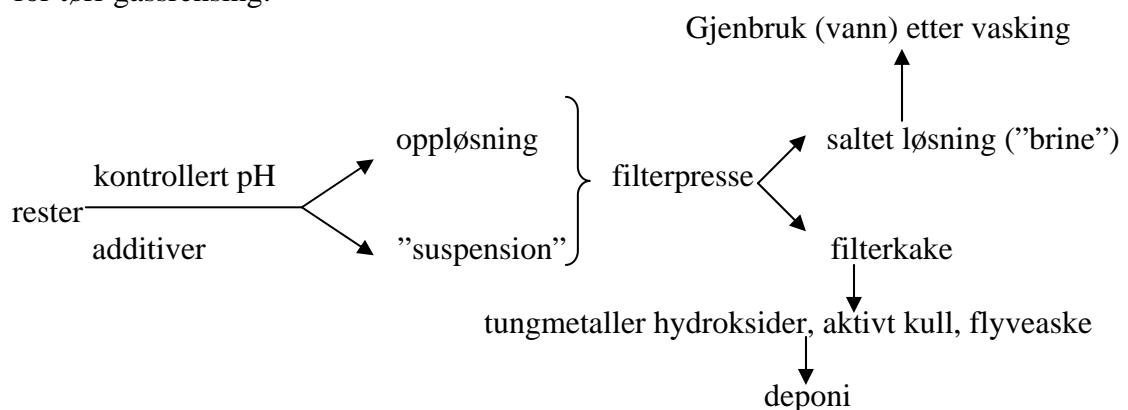 for tørr gassrensing.
Gjenbruk (vann) etter vasking
oppløsning
saltet løsning (”brine”)
kontrollert pH
filterpresse
rester
additiver
”suspension”
filterkake
tungmetaller hydroksider, aktivt kull, flyveaske
deponi